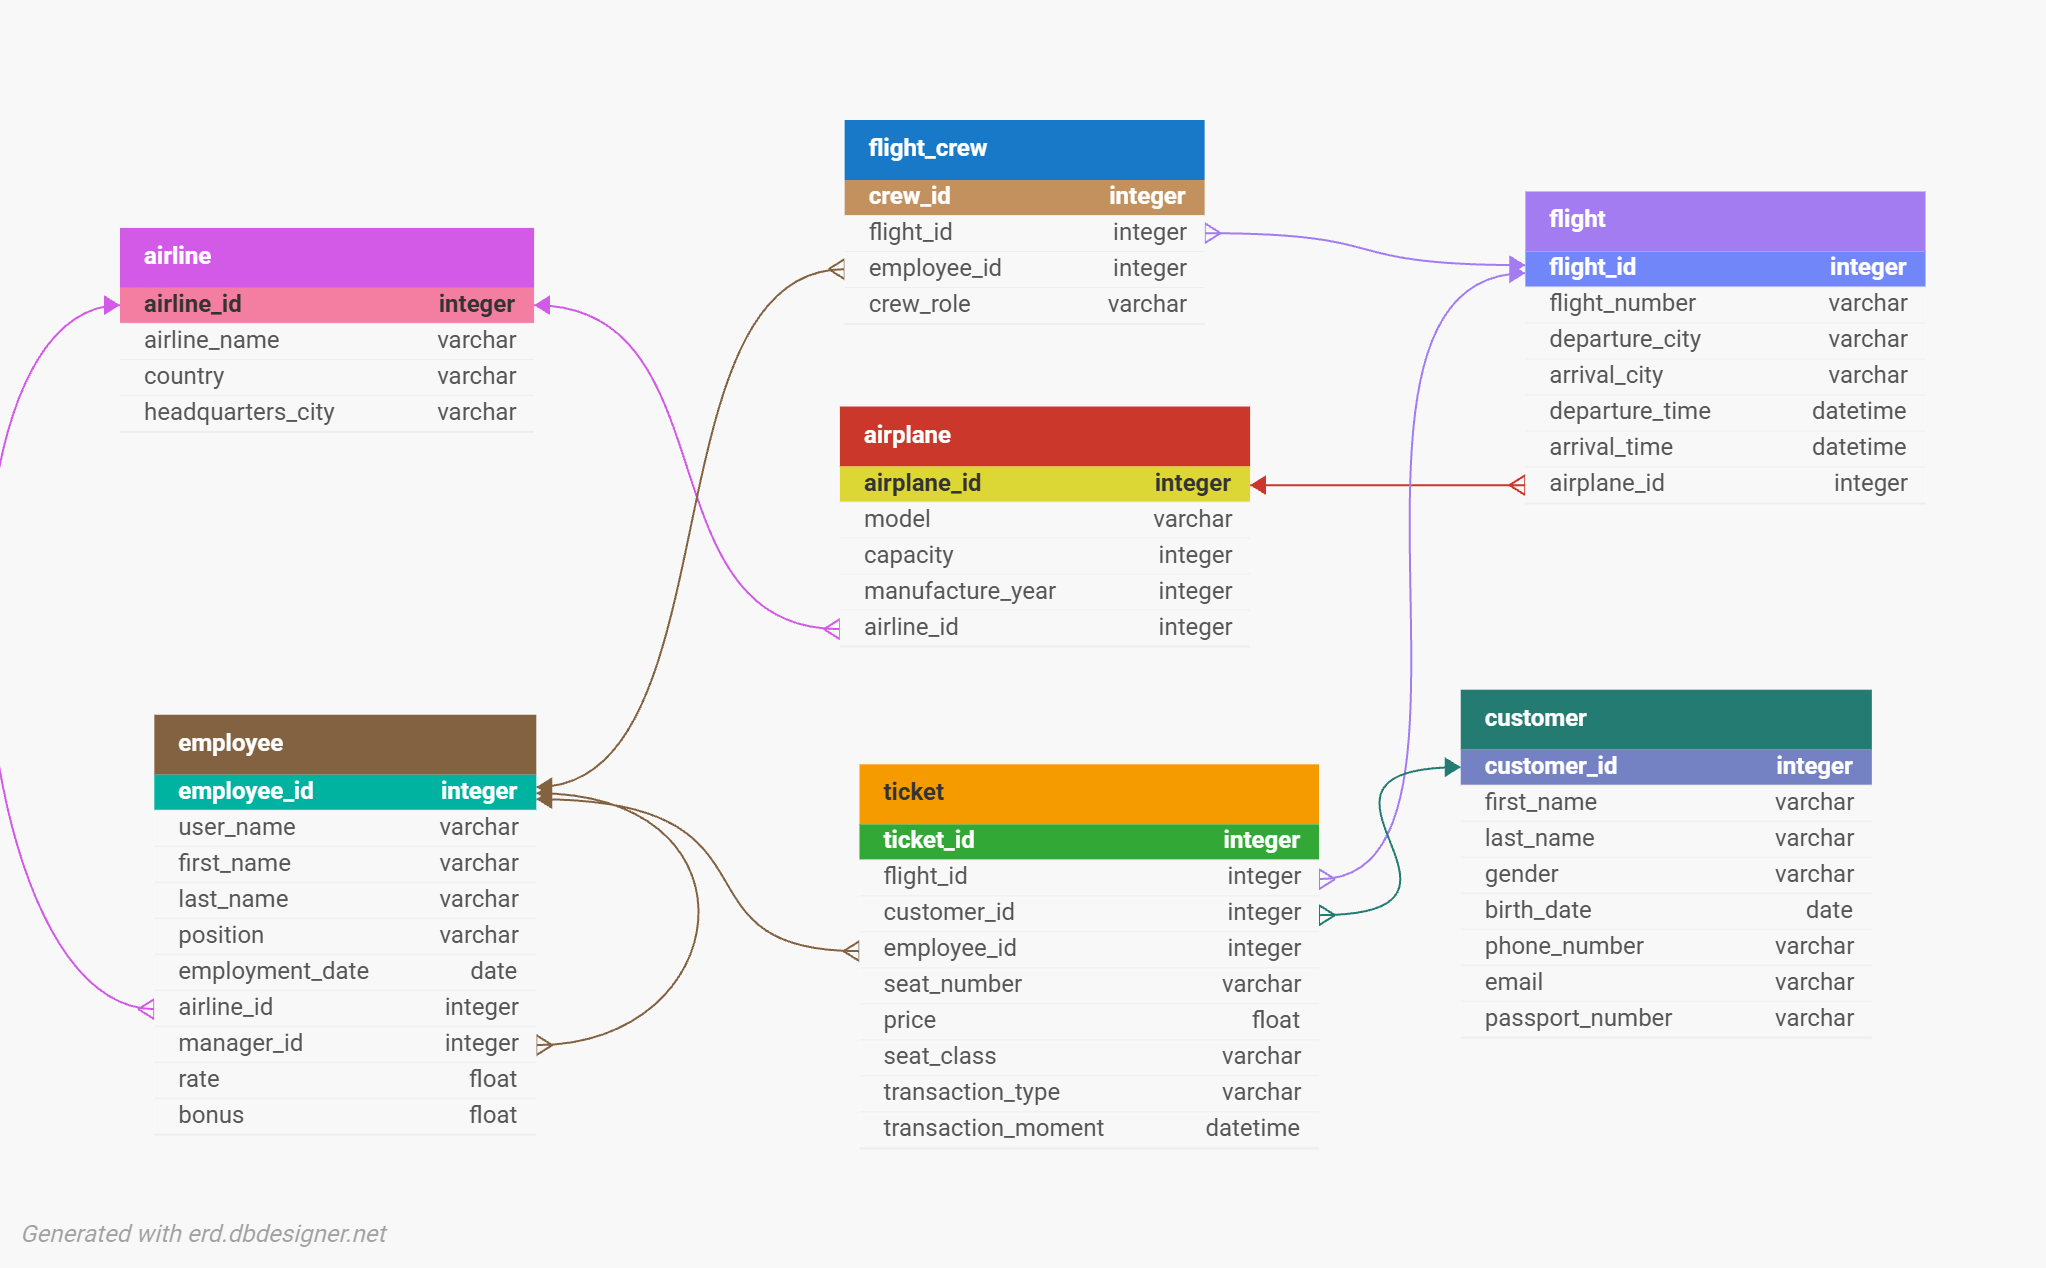 flight_crew
crew_id integer
flight_id integer
employee_id integer
crew_role varchar
flight
flight_id integer
flight_number varchar
departure_city varchar
arrival_city varchar
departure_time datetime
arrival_time datetime
airplane_id integer
airline
airline_id integer
airline_name varchar
country varchar
headquarters_city varchar
airplane
airplane_id integer
model varchar
capacity integer
manufacture_year integer
airline_id integer
employee
employee_id integer
user_name varchar
first_name varchar
last_name varchar
position varchar
employment_date date
airline_id integer
manager_id integer
rate float
bonus float
ticket
ticket_id integer
flight_id integer
customer_id integer
employee_id integer
seat_number varchar
price float
seat_class varchar
transaction_type varchar
transaction_moment datetime
customer
customer_id integer
first_name varchar
last_name varchar
gender varchar
birth_date date
phone_number varchar
email varchar
passport_number varchar
Generated with erd.dbdesigner.net